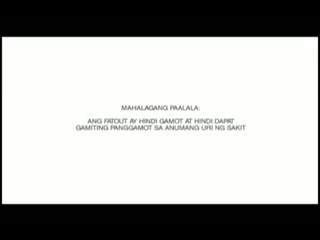 MAHALAGANG PAALALA:
ANG FATOUT AY HINDI GAMOT AT HINDI DAPAT
GAMITING PANGGAMOT SA ANUMANG URI NG SAKIT